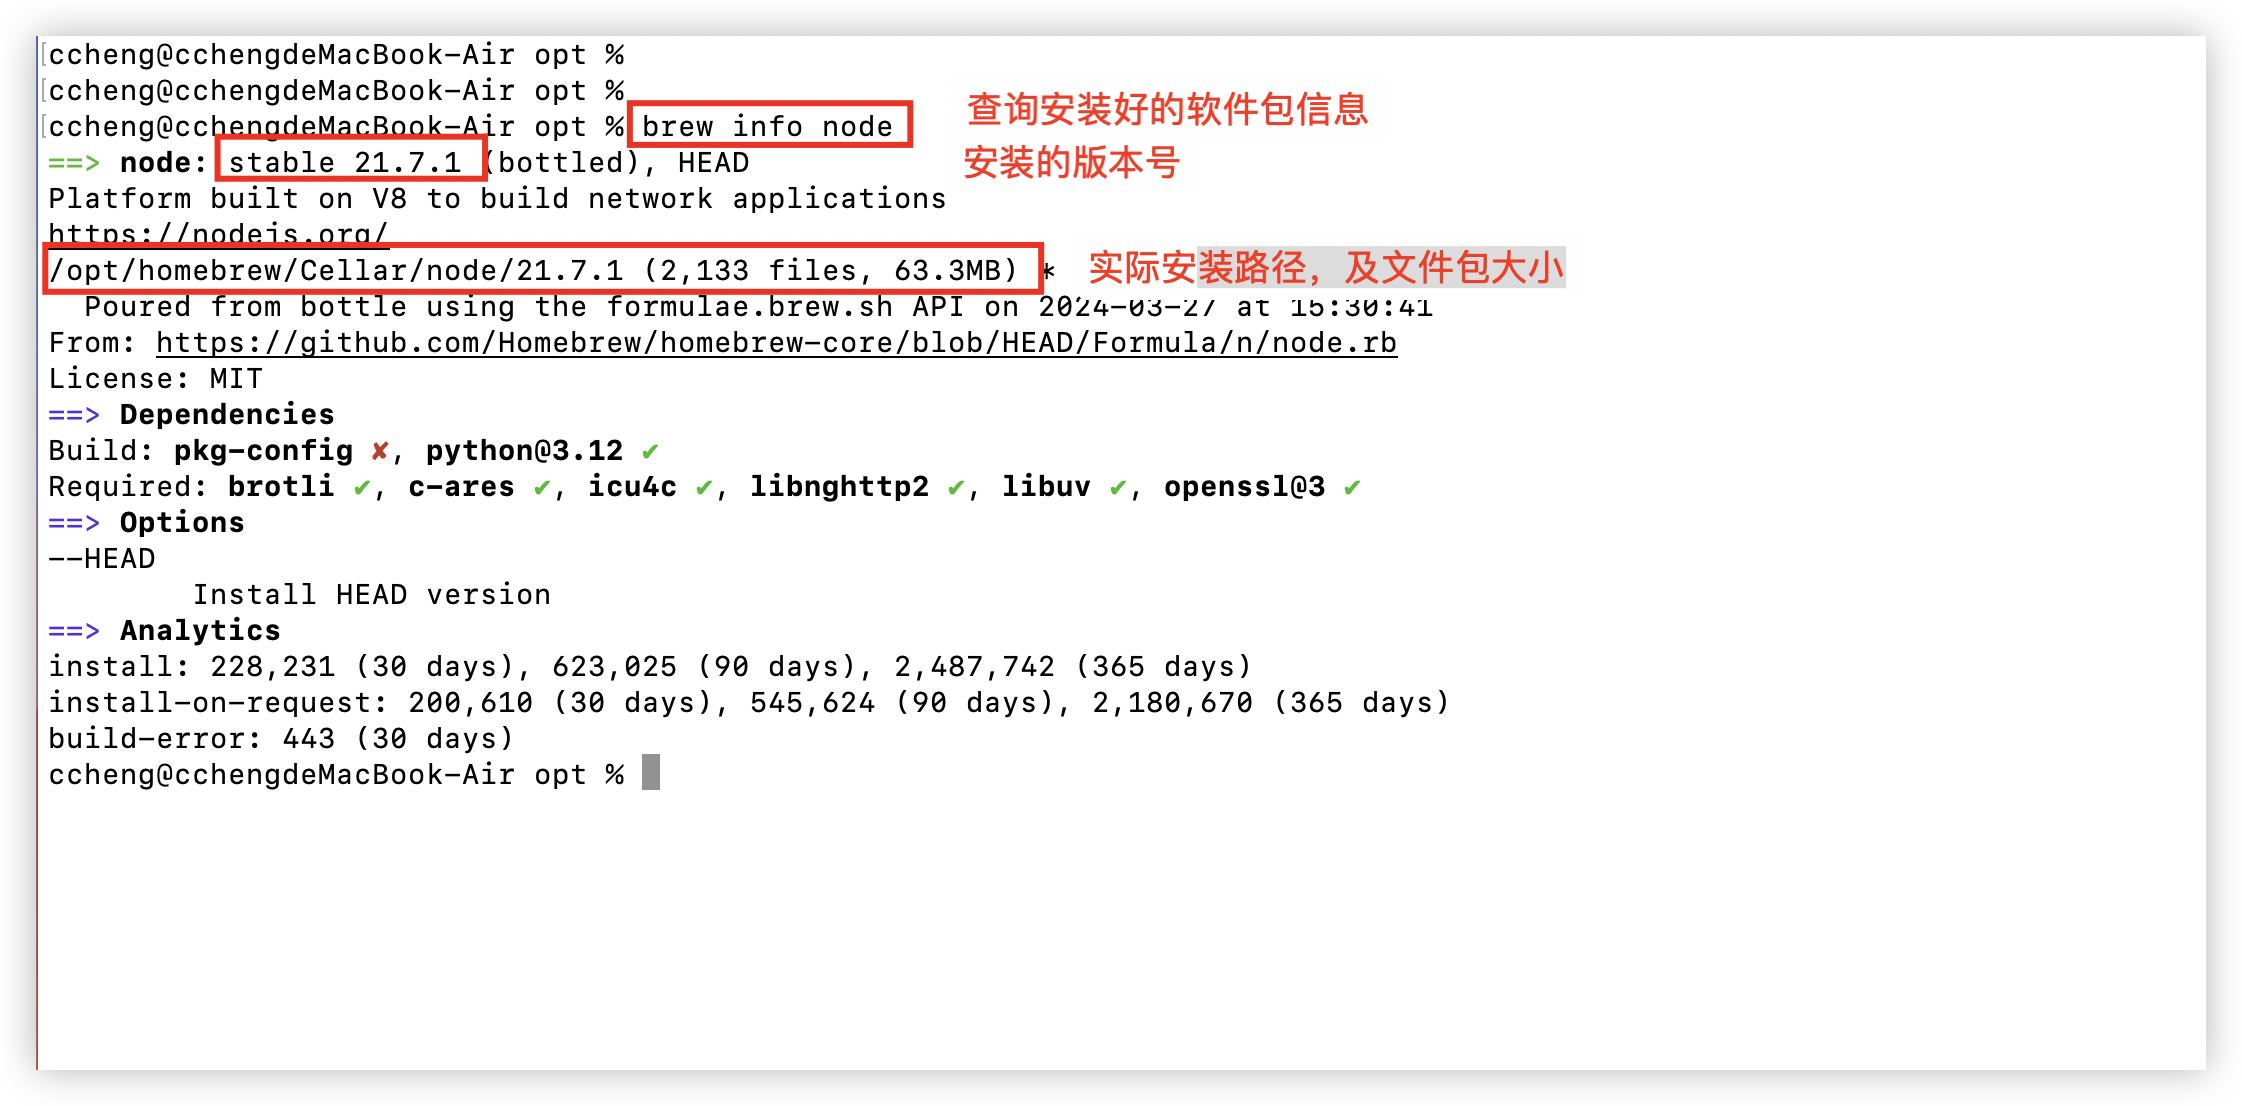 ccheng@cchengdeMacBook-Air opt %
ccheng@cchengdeMacBook-Air opt %
ccheng@cchengdeMacBook-Air opt % brew info node 查询安装好的软件包信息
==> node: stable 21.7.1 (bottled), HEAD 安装的版本号
Platform built on V8 to build network applications
https://nodejs.org/
/opt/homebrew/Cellar/node/21.7.1 (2,133 files, 63.3MB) * 实际安装路径，及文件包大小
Poured from bottle using the formulae.brew.sh API on 2024-03-27 at 15:30:41
From: https://github.com/Homebrew/homebrew-core/blob/HEAD/Formula/n/node.rb
License: MIT
==> Dependencies
Build: pkg-config ✘, python@3.12 ✔
Required: brotli ✔, c-ares ✔, icu4c ✔, libnghttp2 ✔, libuv ✔, openssl@3 ✔
==> Options
--HEAD
Install HEAD version
==> Analytics
install: 228,231 (30 days), 623,025 (90 days), 2,487,742 (365 days)
install-on-request: 200,610 (30 days), 545,624 (90 days), 2,180,670 (365 days)
build-error: 443 (30 days)
ccheng@cchengdeMacBook-Air opt %